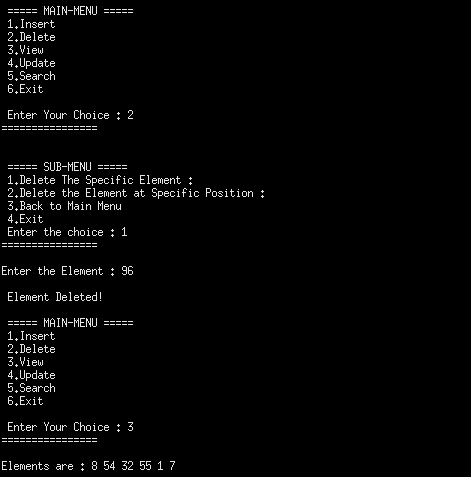 ===== MAIN-MENU =====
1.Insert
2.Delete
3.View
4.Update
5.Search
6.Exit
Enter Your Choice : 2
================
===== SUB-MENU =====
1.Delete The Specific Element :
2.Delete the Element at Specific Position :
3.Back to Main Menu
4.Exit
Enter the choice : 1
================
Enter the Element : 96
Element Deleted!
===== MAIN-MENU =====
1.Insert
2.Delete
3.View
4.Update
5.Search
6.Exit
Enter Your Choice : 3
================
Elements are : 8 54 32 55 1 7